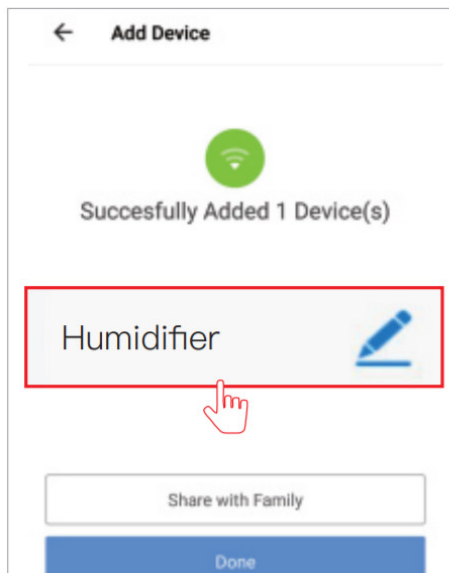 Add Device
Succesfully Added 1 Device(s)
Humidifier
Share with Family
Done